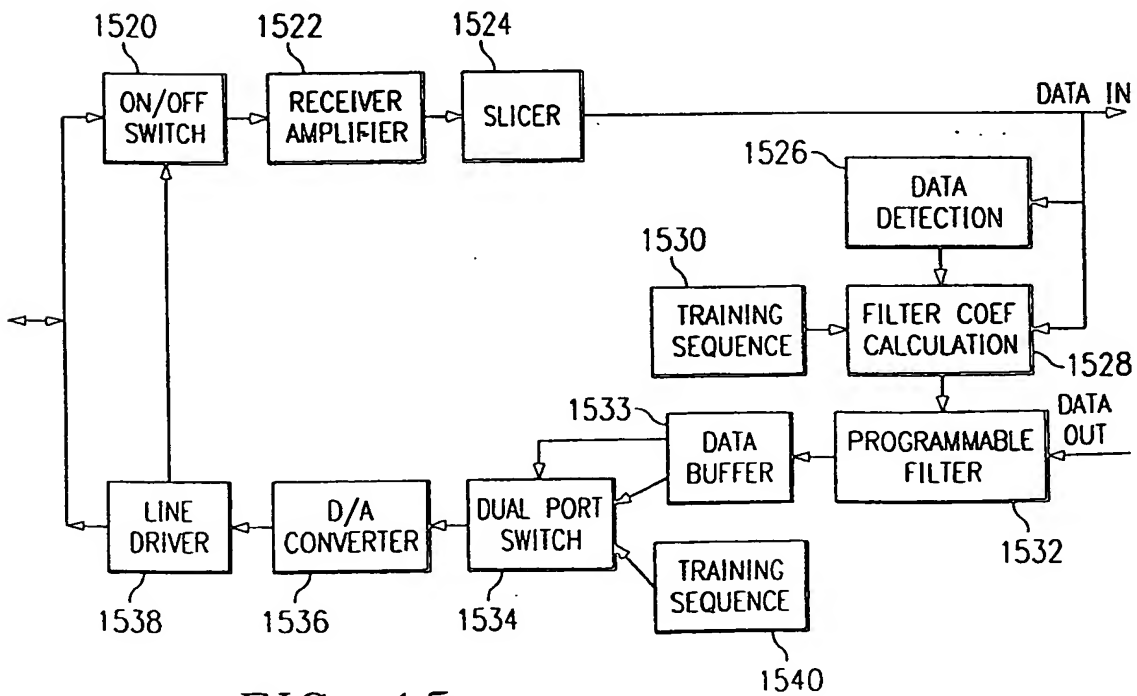 1520
1522
1524
ON/OFF
SWITCH
RECEIVER
AMPLIFIER
SLICER
DATA IN
1526
DATA
DETECTION
1530
TRAINING
SEQUENCE
FILTER COEF
CALCULATION
1528
1533
DATA
OUT
DATA
BUFFER
PROGRAMMABLE
FILTER
LINE
DRIVER
D/A
CONVERTER
DUAL PORT
SWITCH
1532
TRAINING
SEQUENCE
1538
1536
1534
1540